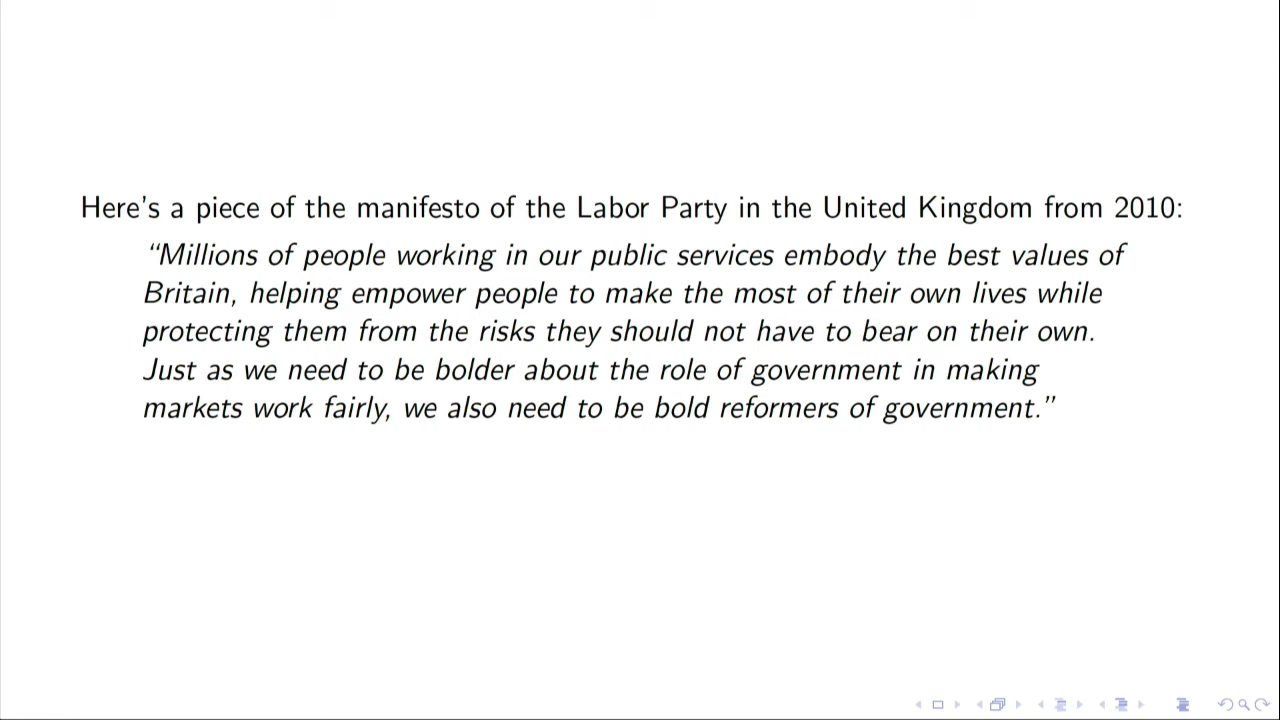 Here's a piece of the manifesto of the Labor Party in the United Kingdom from 2010:
“Millions of people working in our public services embody the best values of
Britain, helping empower people to make the most of their own lives while
protecting them from the risks they should not have to bear on their own.
Just as we need to be bolder about the role of government in making
markets work fairly, we also need to be bold reformers of government.”